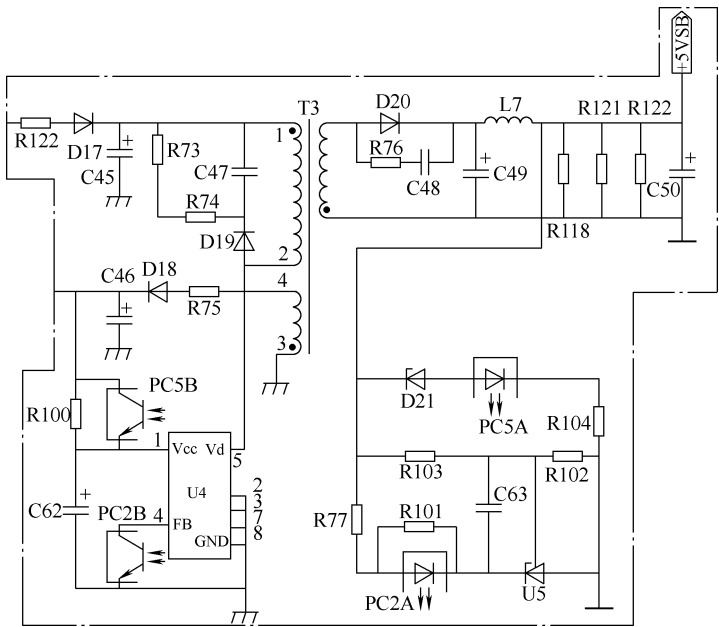 +5VSB
T3
D20
L7
R121
R122
R122
D17
C45
R73
C47
1
R76
C48
C49
C50
R74
D19
2
R118
C46
D18
R75
4
3
PC5B
R100
D21
PC5A
R104
1
Vcc
Vd
5
U4
2
3
7
8
C62
PC2B
4
FB
GND
R103
C63
R102
R77
R101
PC2A
U5